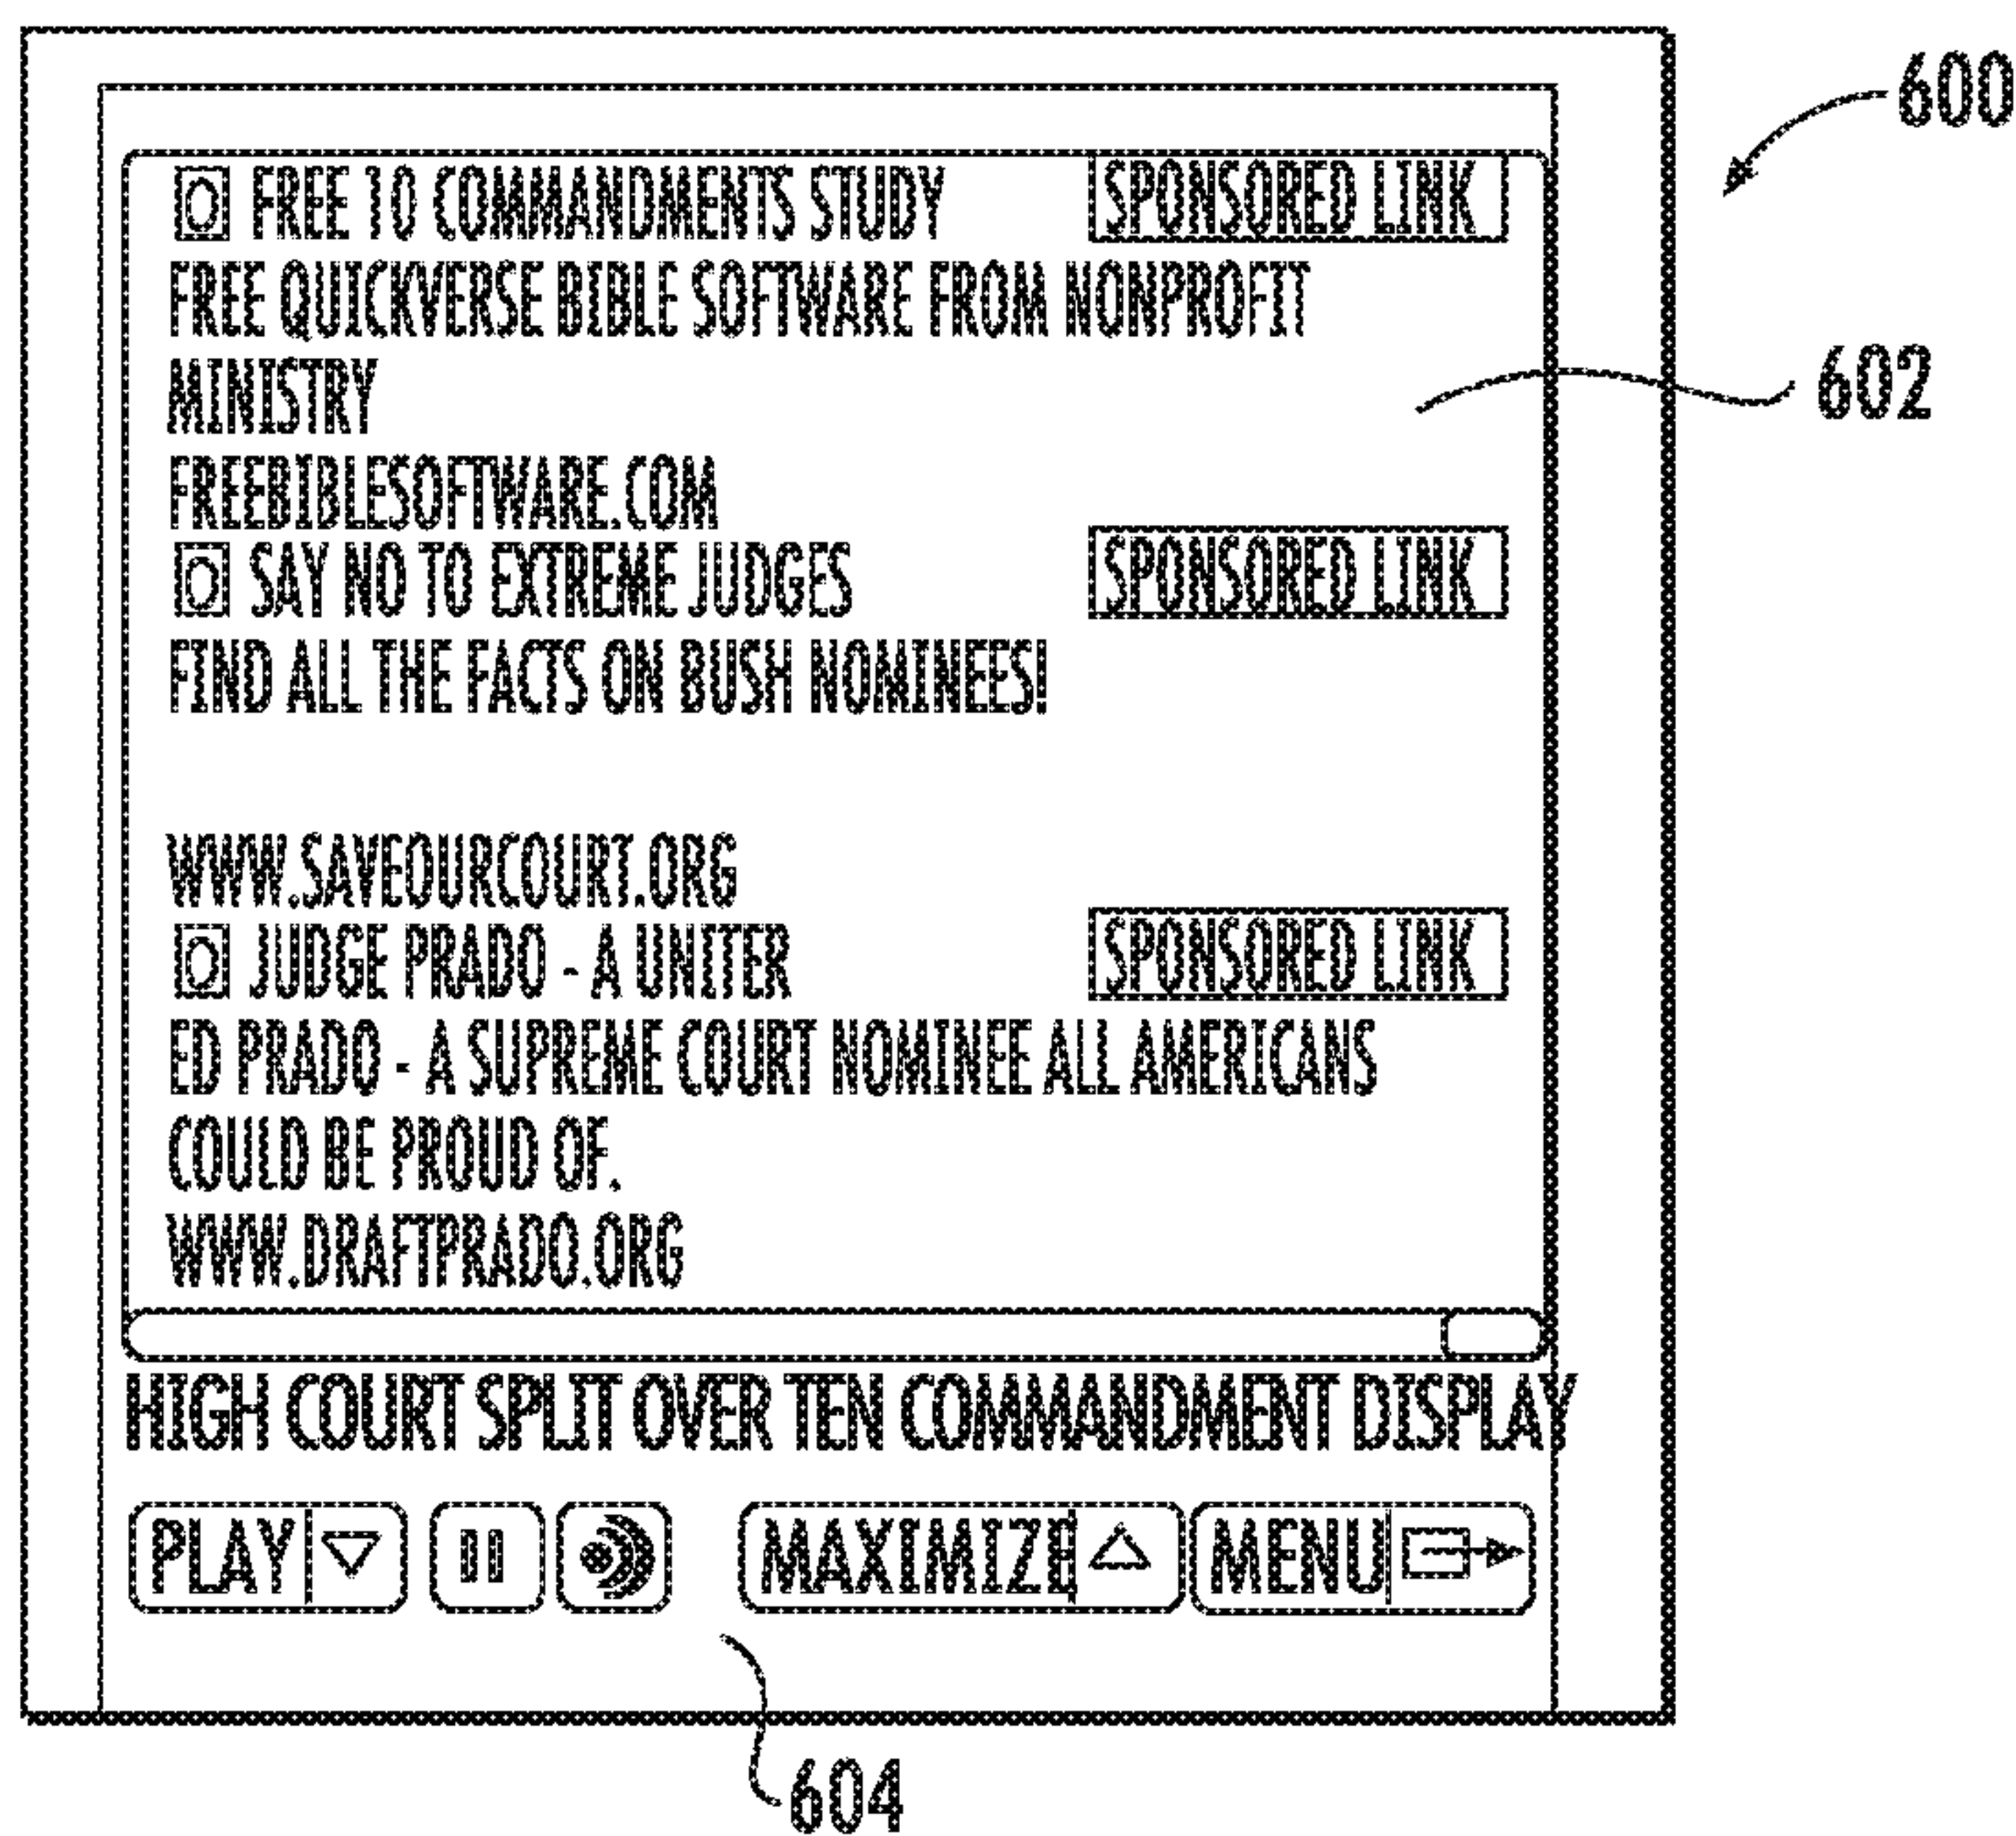 600
FREE 10 COMMANDMENTS STUDY SPONSORED LINK
FREE QUICKVERSE BIBLE SOFTWARE FROM NONPROFIT
MINISTRY
602
FREEBIBLESOFTWARE.COM
SAY NO TO EXTREME JUDGES SPONSORED LINK
FIND ALL THE FACTS ON BUSH NOMINEES!
WWW.SAVEOURCOURT.ORG
JUDGE PRADO - A UNITER SPONSORED LINK
ED PRADO - A SUPREME COURT NOMINEE ALL AMERICANS
COULD BE PROUD OF.
WWW.DRAFTPRADO.ORG
HIGH COURT SPLIT OVER TEN COMMANDMENT DISPLAY
PLAY MAXIMIZE MENU
604